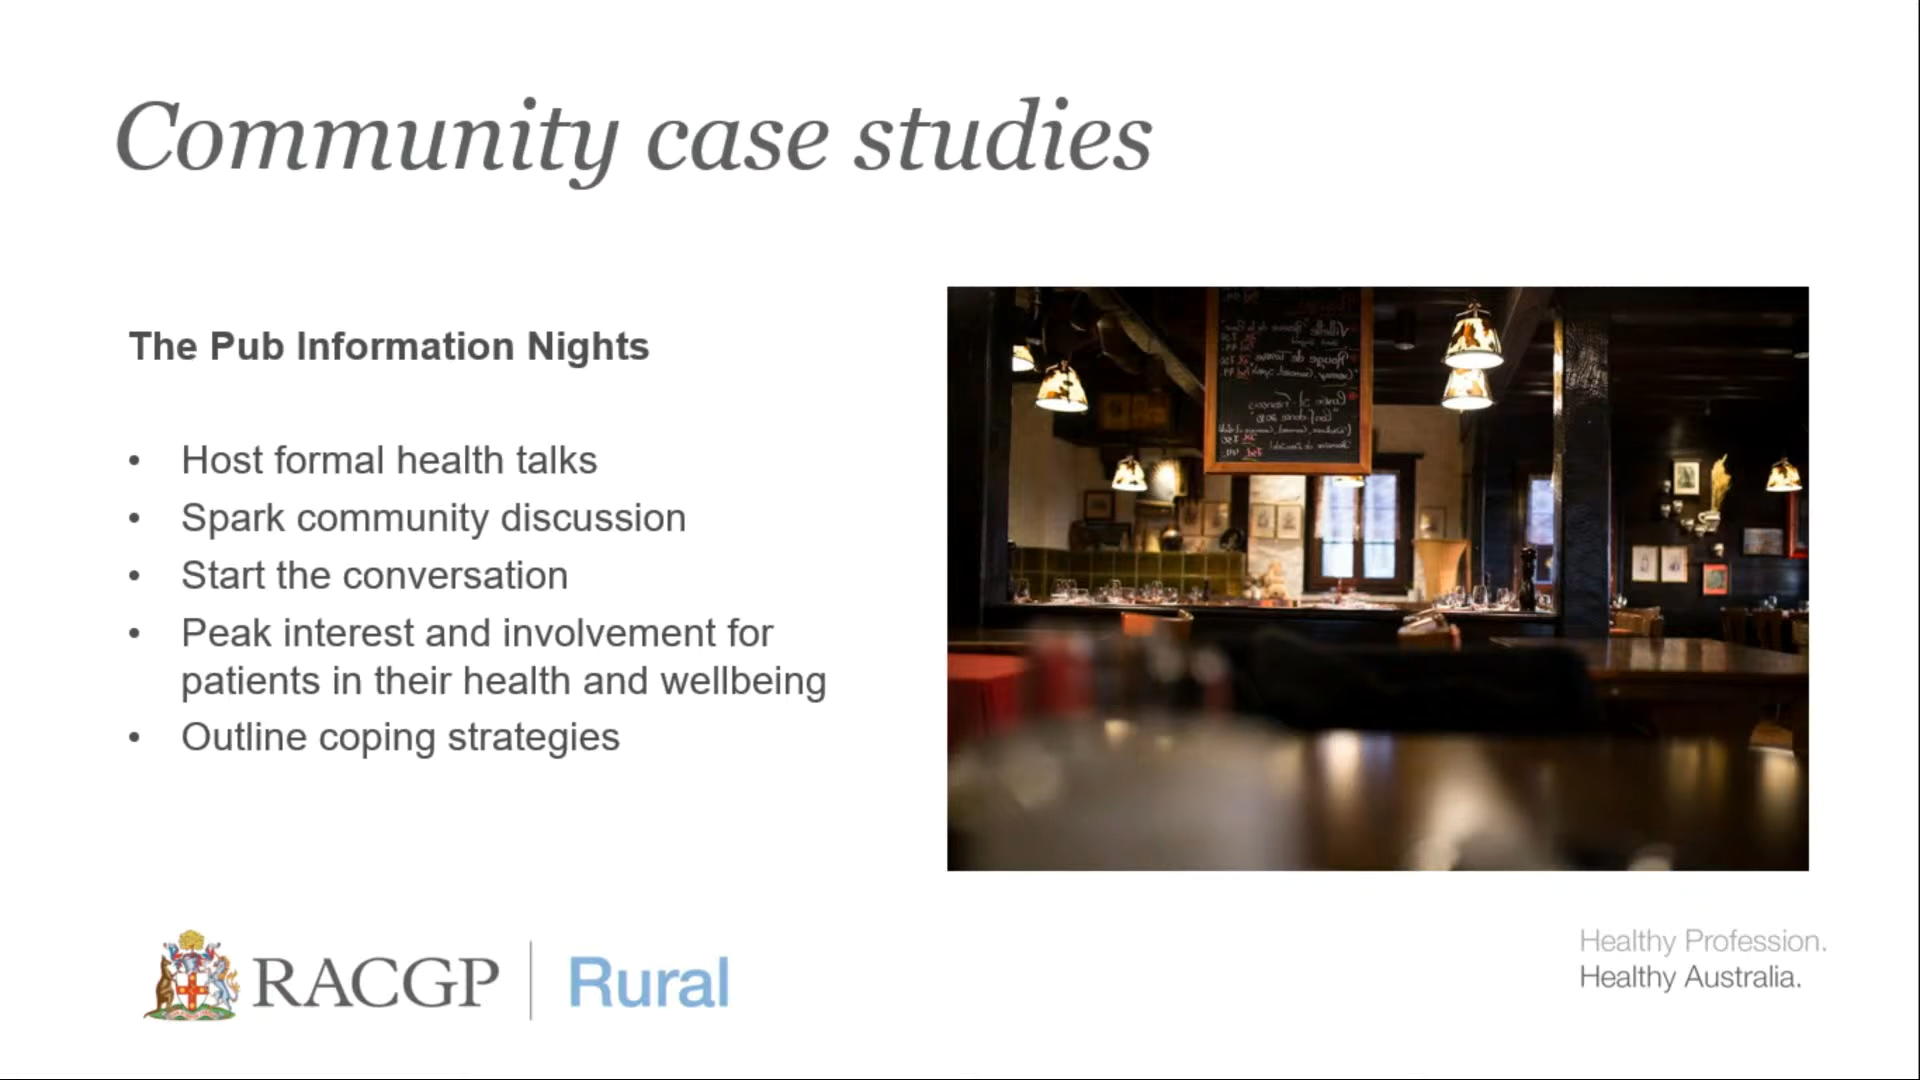 Community case studies
The Pub Information Nights
• Host formal health talks
• Spark community discussion
• Start the conversation
• Peak interest and involvement for
patients in their health and wellbeing
• Outline coping strategies
RACGP | Rural
Healthy Profession.
Healthy Australia.